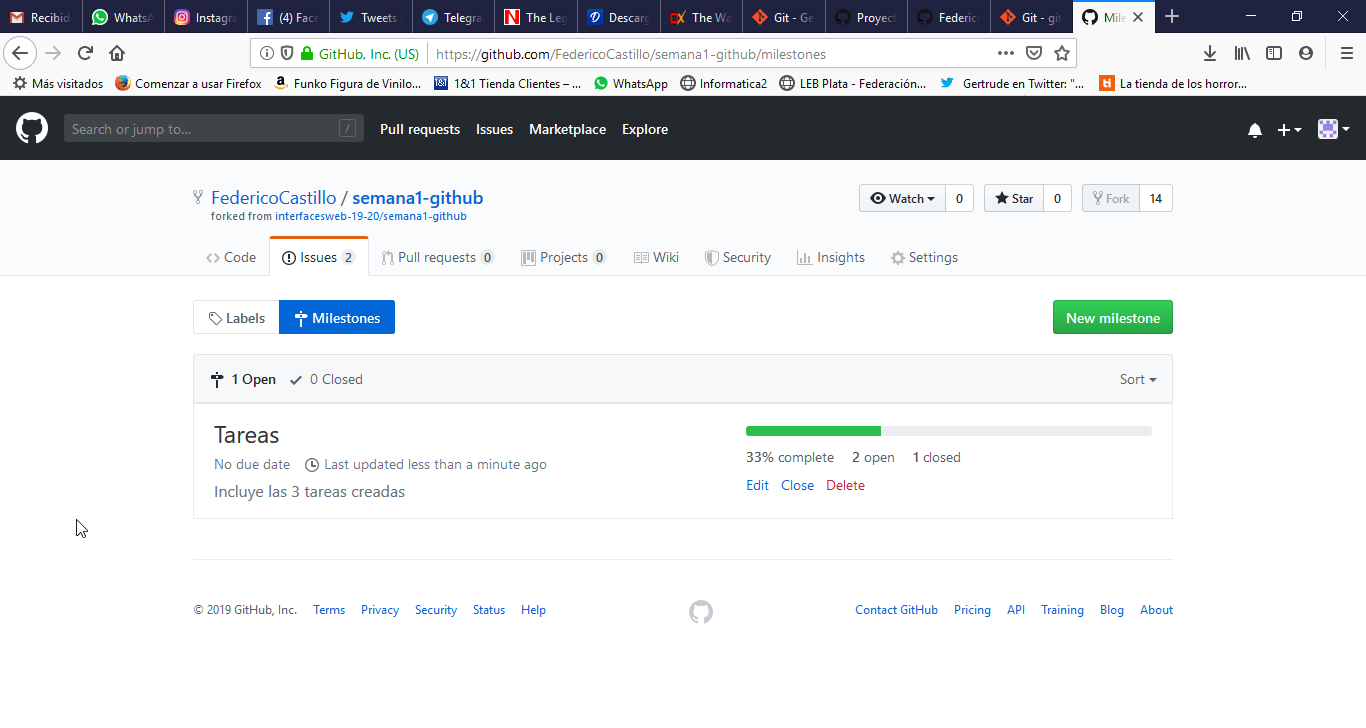 Recibid WhatsA Instagra (4) Face Tweets Telegra The Leg Descarg The Wa Git - Ge Proyect Federic Git - git Mile
GitHub, Inc. (US) https://github.com/FedericoCastillo/semana1-github/milestones
Más visitados Comenzar a usar Firefox Funko Figura de Vinilo... 1&1 Tienda Clientes – ... WhatsApp Informatica2 LEB Plata - Federación... Gertrude en Twitter: "... La tienda de los horror...
Search or jump to... / Pull requests Issues Marketplace Explore
FedericoCastillo / semana1-github Watch 0 Star 0 Fork 14
forked from interfacesweb-19-20/semana1-github
Code Issues 2 Pull requests 0 Projects 0 Wiki Security Insights Settings
Labels Milestones New milestone
1 Open 0 Closed Sort
Tareas
No due date Last updated less than a minute ago 33% complete 2 open 1 closed
Incluye las 3 tareas creadas Edit Close Delete
© 2019 GitHub, Inc. Terms Privacy Security Status Help Contact GitHub Pricing API Training Blog About